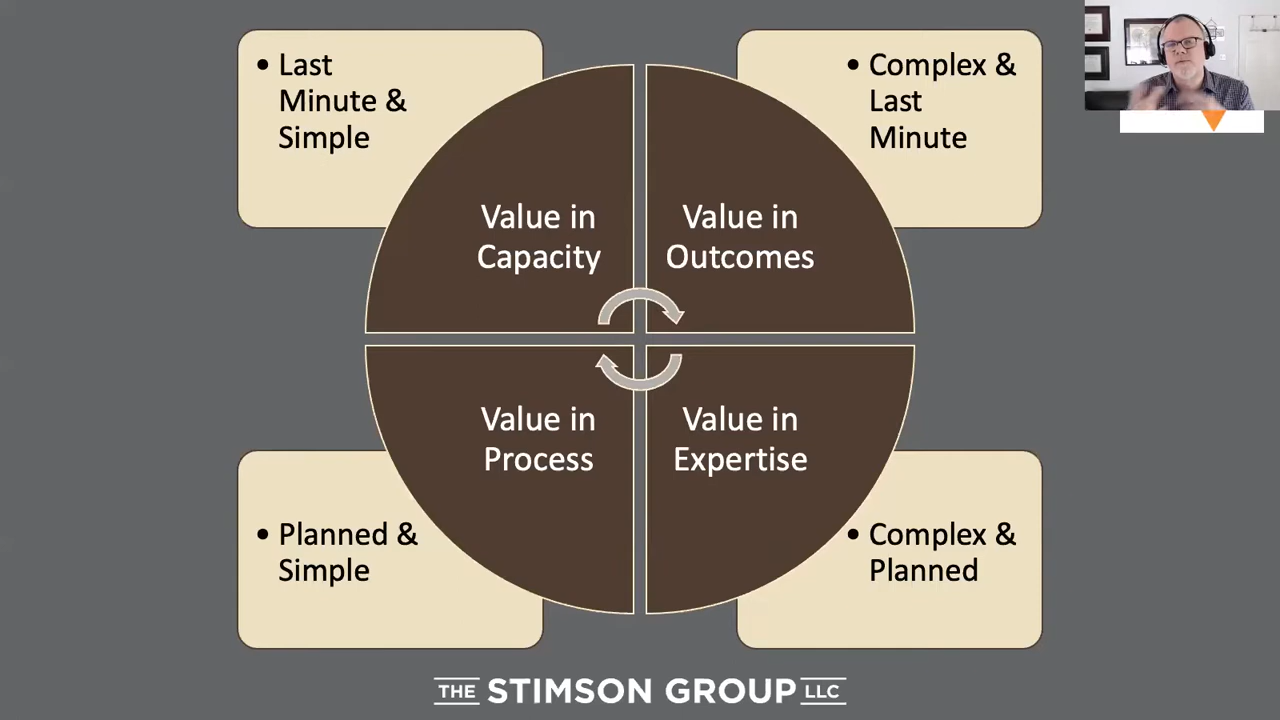 • Last
Minute &
Simple
• Complex &
Last
Minute
Value in
Capacity
Value in
Outcomes
Value in
Process
Value in
Expertise
• Planned &
Simple
• Complex &
Planned
THE STIMSON GROUP LLC